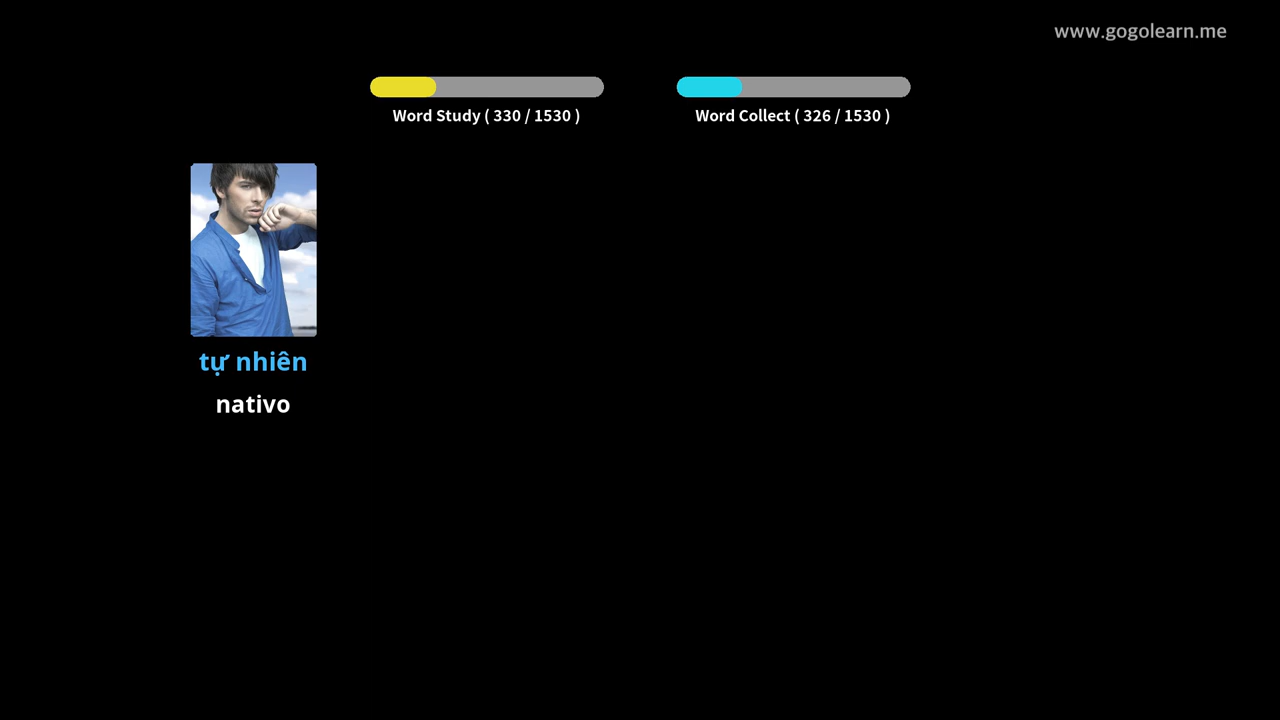 www.gogolearn.me
Word Study ( 330 / 1530 )
Word Collect ( 326 / 1530 )
tự nhiên
nativo